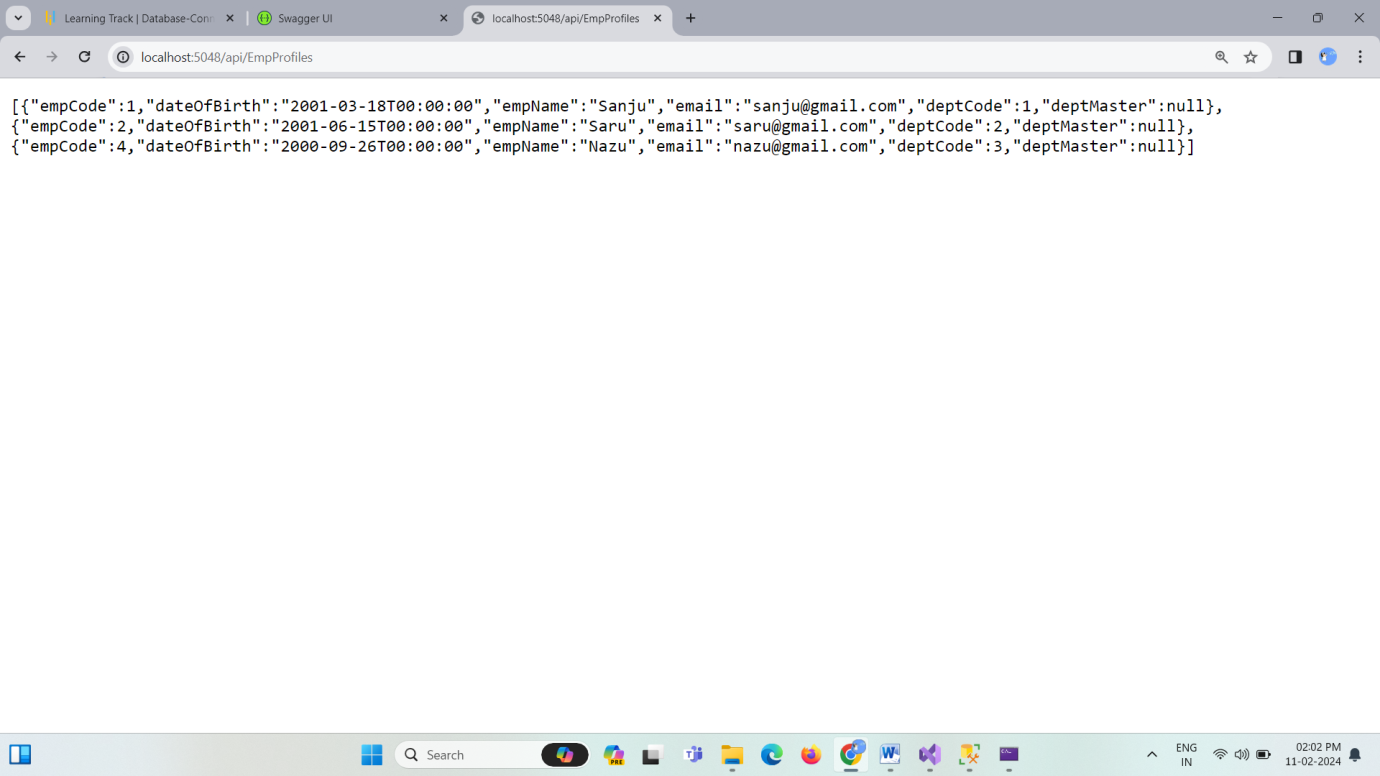 Learning Track | Database-Conn
Swagger UI
localhost:5048/api/EmpProfiles
localhost:5048/api/EmpProfiles
[{"empCode":1,"dateOfBirth":"2001-03-18T00:00:00","empName":"Sanju","email":"sanju@gmail.com","deptCode":1,"deptMaster":null},
{"empCode":2,"dateOfBirth":"2001-06-15T00:00:00","empName":"Saru","email":"saru@gmail.com","deptCode":2,"deptMaster":null},
{"empCode":4,"dateOfBirth":"2000-09-26T00:00:00","empName":"Nazu","email":"nazu@gmail.com","deptCode":3,"deptMaster":null}]
Search
PRE
ENG
IN
02:02 PM
11-02-2024